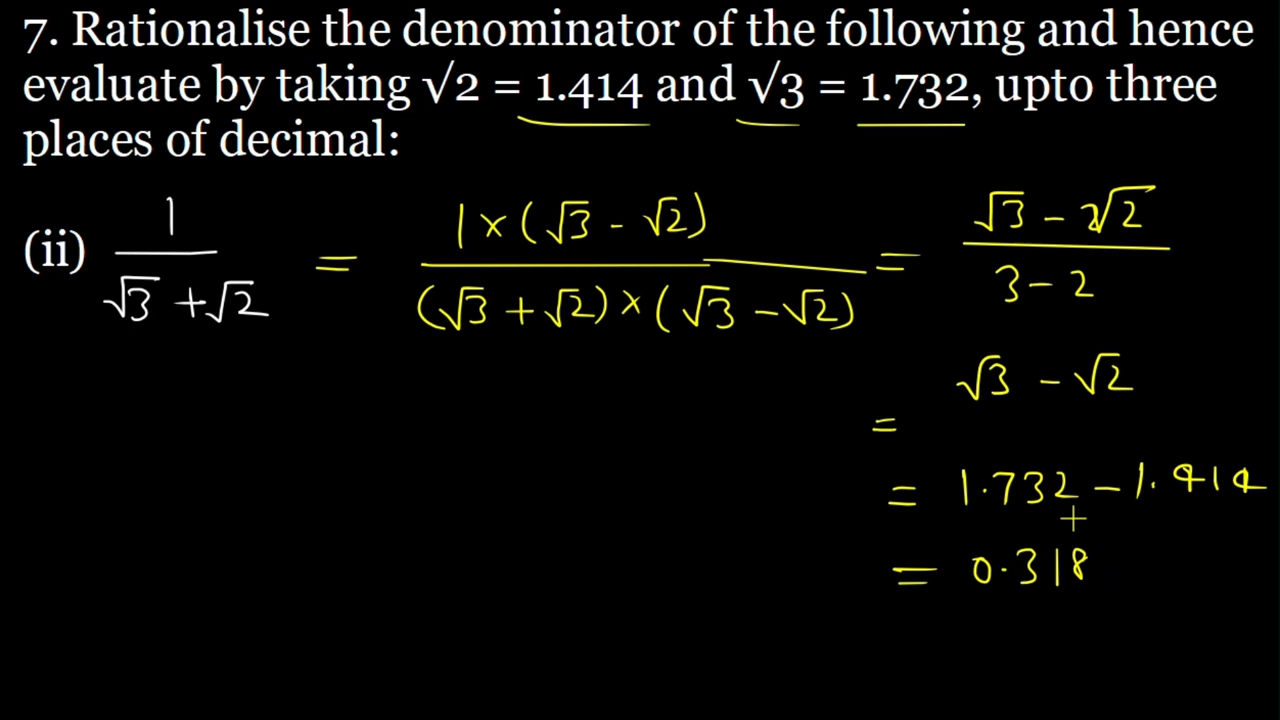 7. Rationalise the denominator of the following and hence
evaluate by taking √2 = 1.414 and √3 = 1.732, upto three
places of decimal:
(ii) 1/(√3 + √2) = 1 × (√3 - √2)/(√3 + √2) × (√3 - √2) = √3 - √2/3 - 2
= √3 - √2
= 1.732 - 1.414
= 0.318